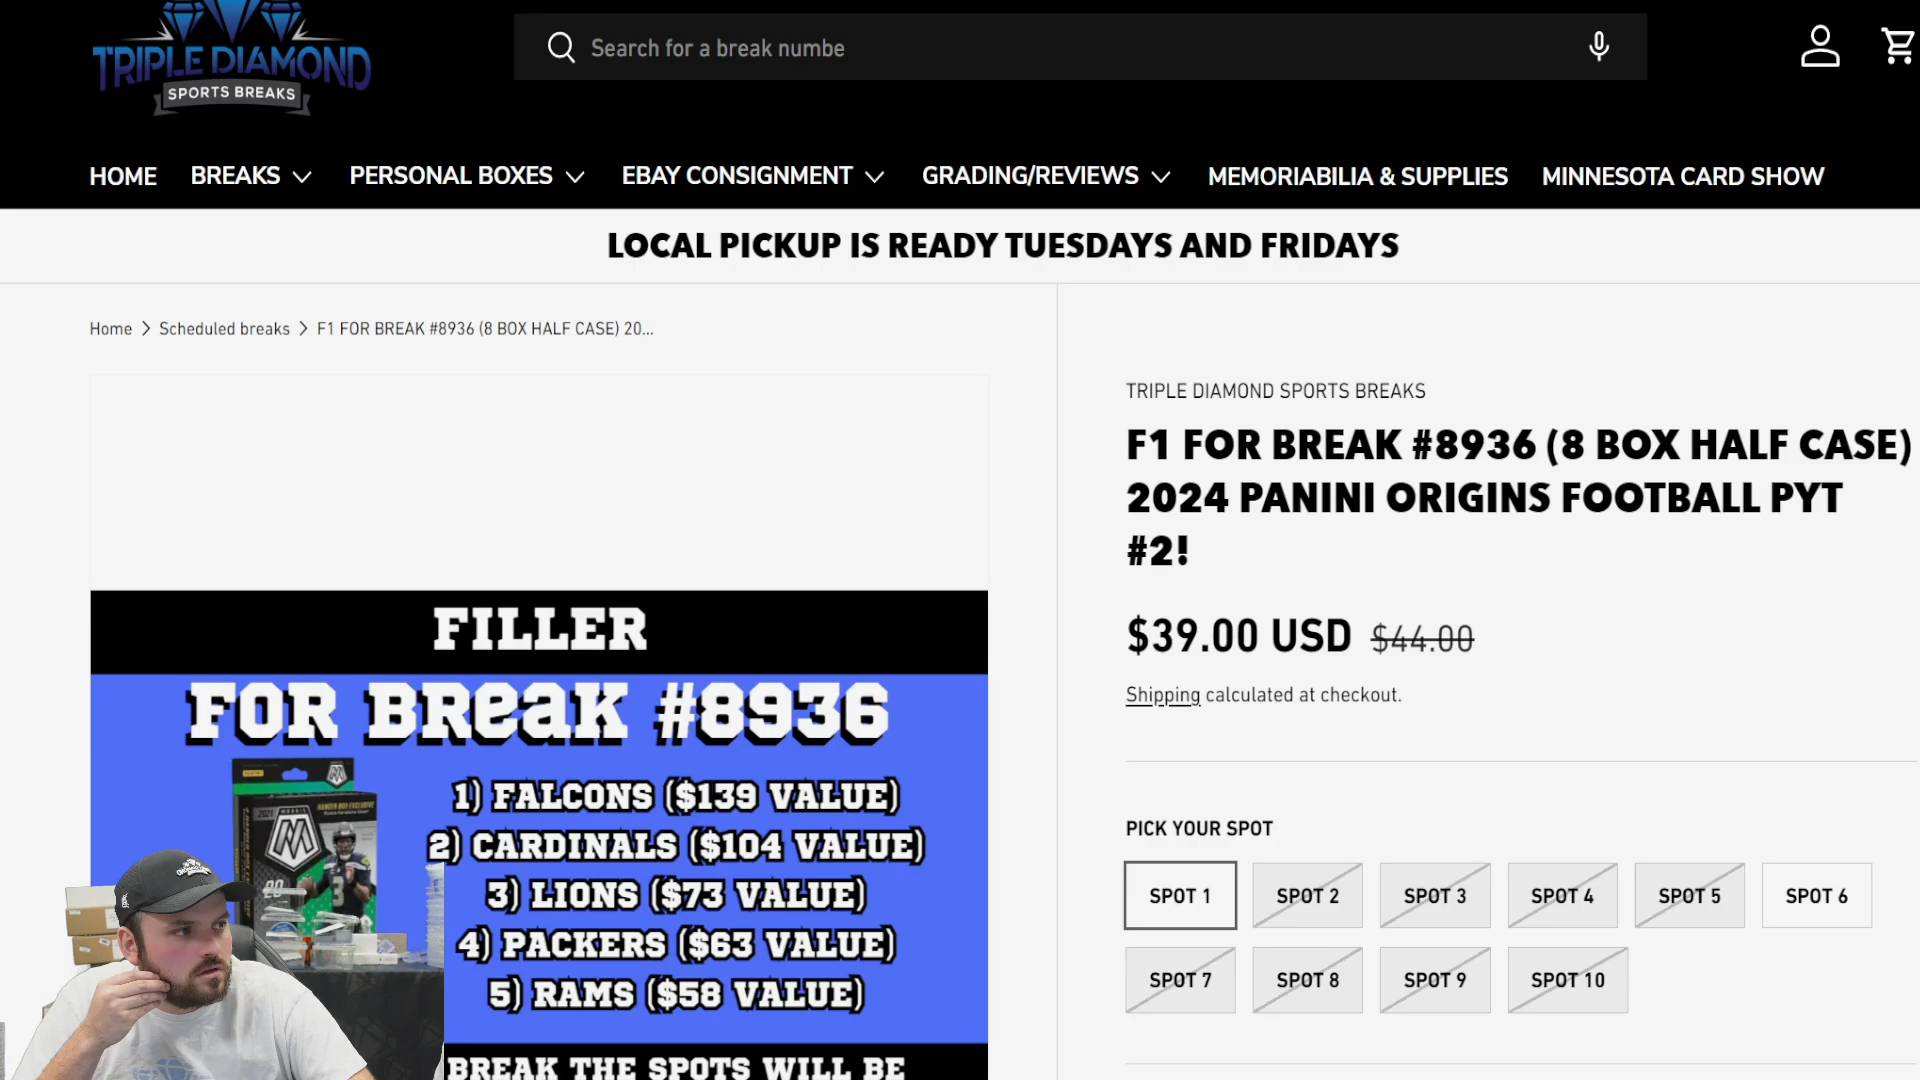 TRIPLE DIAMOND
SPORTS BREAKS
Search for a break numbe
HOME
BREAKS
PERSONAL BOXES
EBAY CONSIGNMENT
GRADING/REVIEWS
MEMORIABILIA & SUPPLIES
MINNESOTA CARD SHOW
LOCAL PICKUP IS READY TUESDAYS AND FRIDAYS
Home > Scheduled breaks > F1 FOR BREAK #8936 (8 BOX HALF CASE) 20...
FILLER
FOR BREAK #8936
1) FALCONS ($139 VALUE)
2) CARDINALS ($104 VALUE)
3) LIONS ($73 VALUE)
4) PACKERS ($63 VALUE)
5) RAMS ($58 VALUE)
BREAK THE SPOTS WILL BE
TRIPLE DIAMOND SPORTS BREAKS
F1 FOR BREAK #8936 (8 BOX HALF CASE)
2024 PANINI ORIGINS FOOTBALL PYT
#2!
$39.00 USD $44.00
Shipping calculated at checkout.
PICK YOUR SPOT
SPOT 1
SPOT 2
SPOT 3
SPOT 4
SPOT 5
SPOT 6
SPOT 7
SPOT 8
SPOT 9
SPOT 10